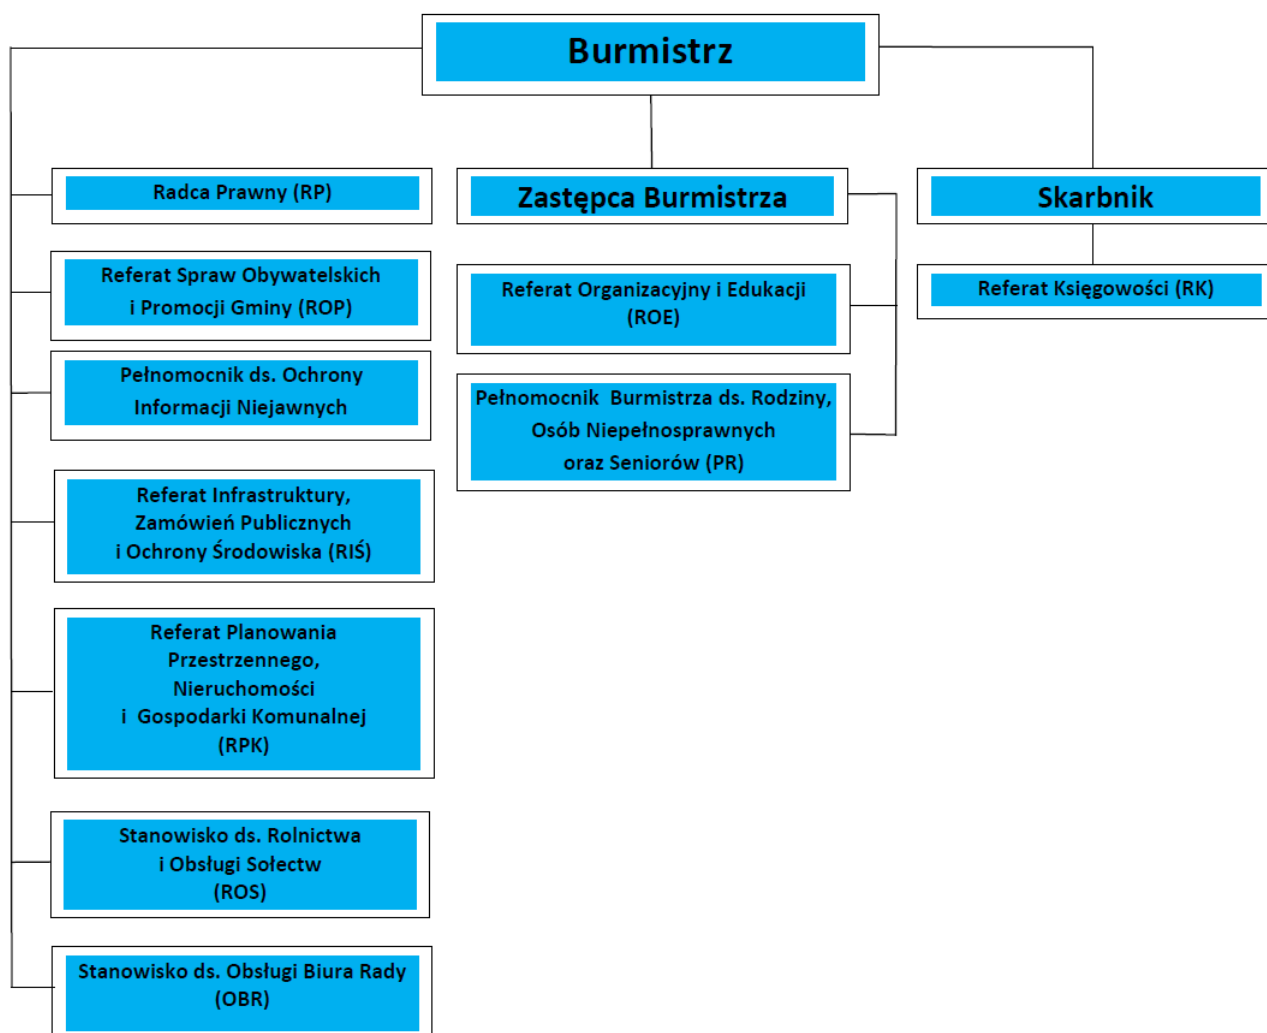 Burmistrz
Radca Prawny (RP)
Referat Spraw Obywatelskich
i Promocji Gminy (ROP)
Pełnomocnik ds. Ochrony
Informacji Niejawnych
Referat Infrastruktury,
Zamówień Publicznych
i Ochrony Środowiska (RIŚ)
Referat Planowania
Przestrzennego,
Nieruchomości
i Gospodarki Komunalnej
(RPK)
Stanowisko ds. Rolnictwa
i Obsługi Sołectw
(ROS)
Stanowisko ds. Obsługi Biura Rady
(OBR)
Zastępca Burmistrza
Referat Organizacyjny i Edukacji
(ROE)
Pełnomocnik Burmistrza ds. Rodziny,
Osób Niepełnosprawnych
oraz Seniorów (PR)
Skarbnik
Referat Księgowości (RK)